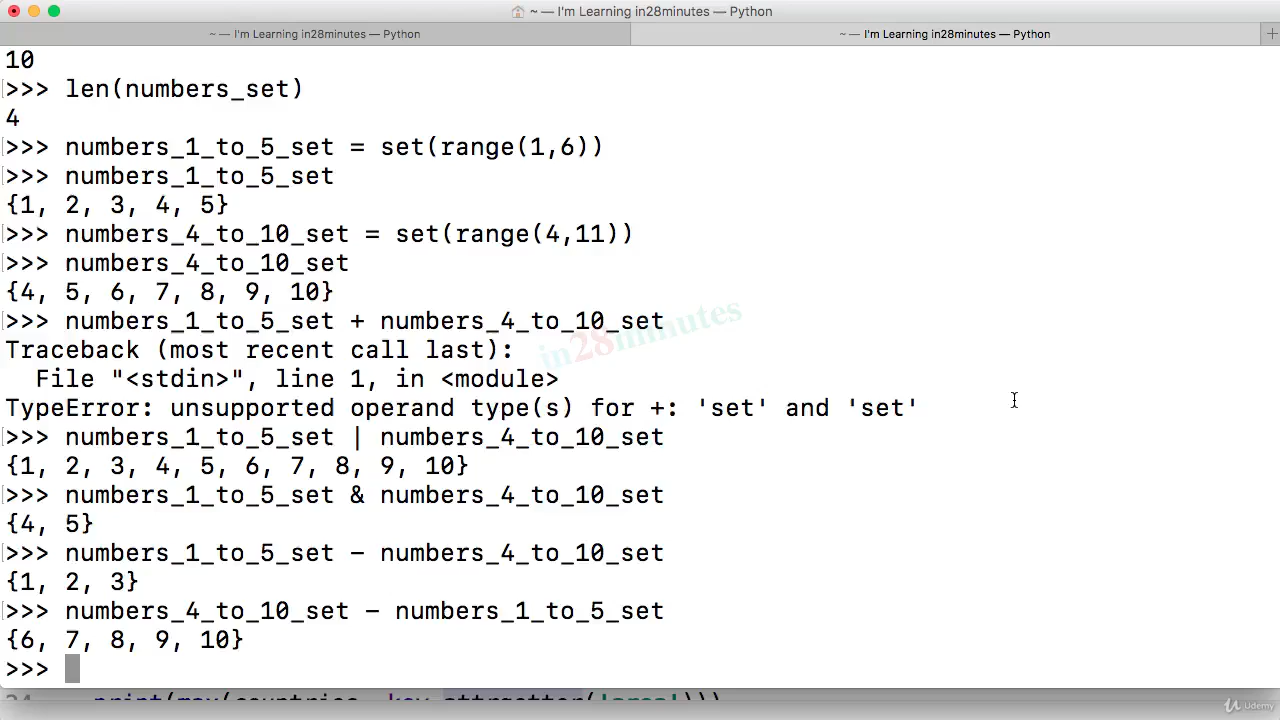 ~ — I'm Learning in28minutes — Python
~ — I'm Learning in28minutes — Python
~ — I'm Learning in28minutes — Python
+
10
>>> len(numbers_set)
4
>>> numbers_1_to_5_set = set(range(1,6))
>>> numbers_1_to_5_set
{1, 2, 3, 4, 5}
>>> numbers_4_to_10_set = set(range(4,11))
>>> numbers_4_to_10_set
{4, 5, 6, 7, 8, 9, 10}
>>> numbers_1_to_5_set + numbers_4_to_10_set
in28minutes
Traceback (most recent call last):
  File "<stdin>", line 1, in <module>
TypeError: unsupported operand type(s) for +: 'set' and 'set'
>>> numbers_1_to_5_set | numbers_4_to_10_set
{1, 2, 3, 4, 5, 6, 7, 8, 9, 10}
>>> numbers_1_to_5_set & numbers_4_to_10_set
{4, 5}
>>> numbers_1_to_5_set - numbers_4_to_10_set
{1, 2, 3}
>>> numbers_4_to_10_set - numbers_1_to_5_set
{6, 7, 8, 9, 10}
>>>
Udemy